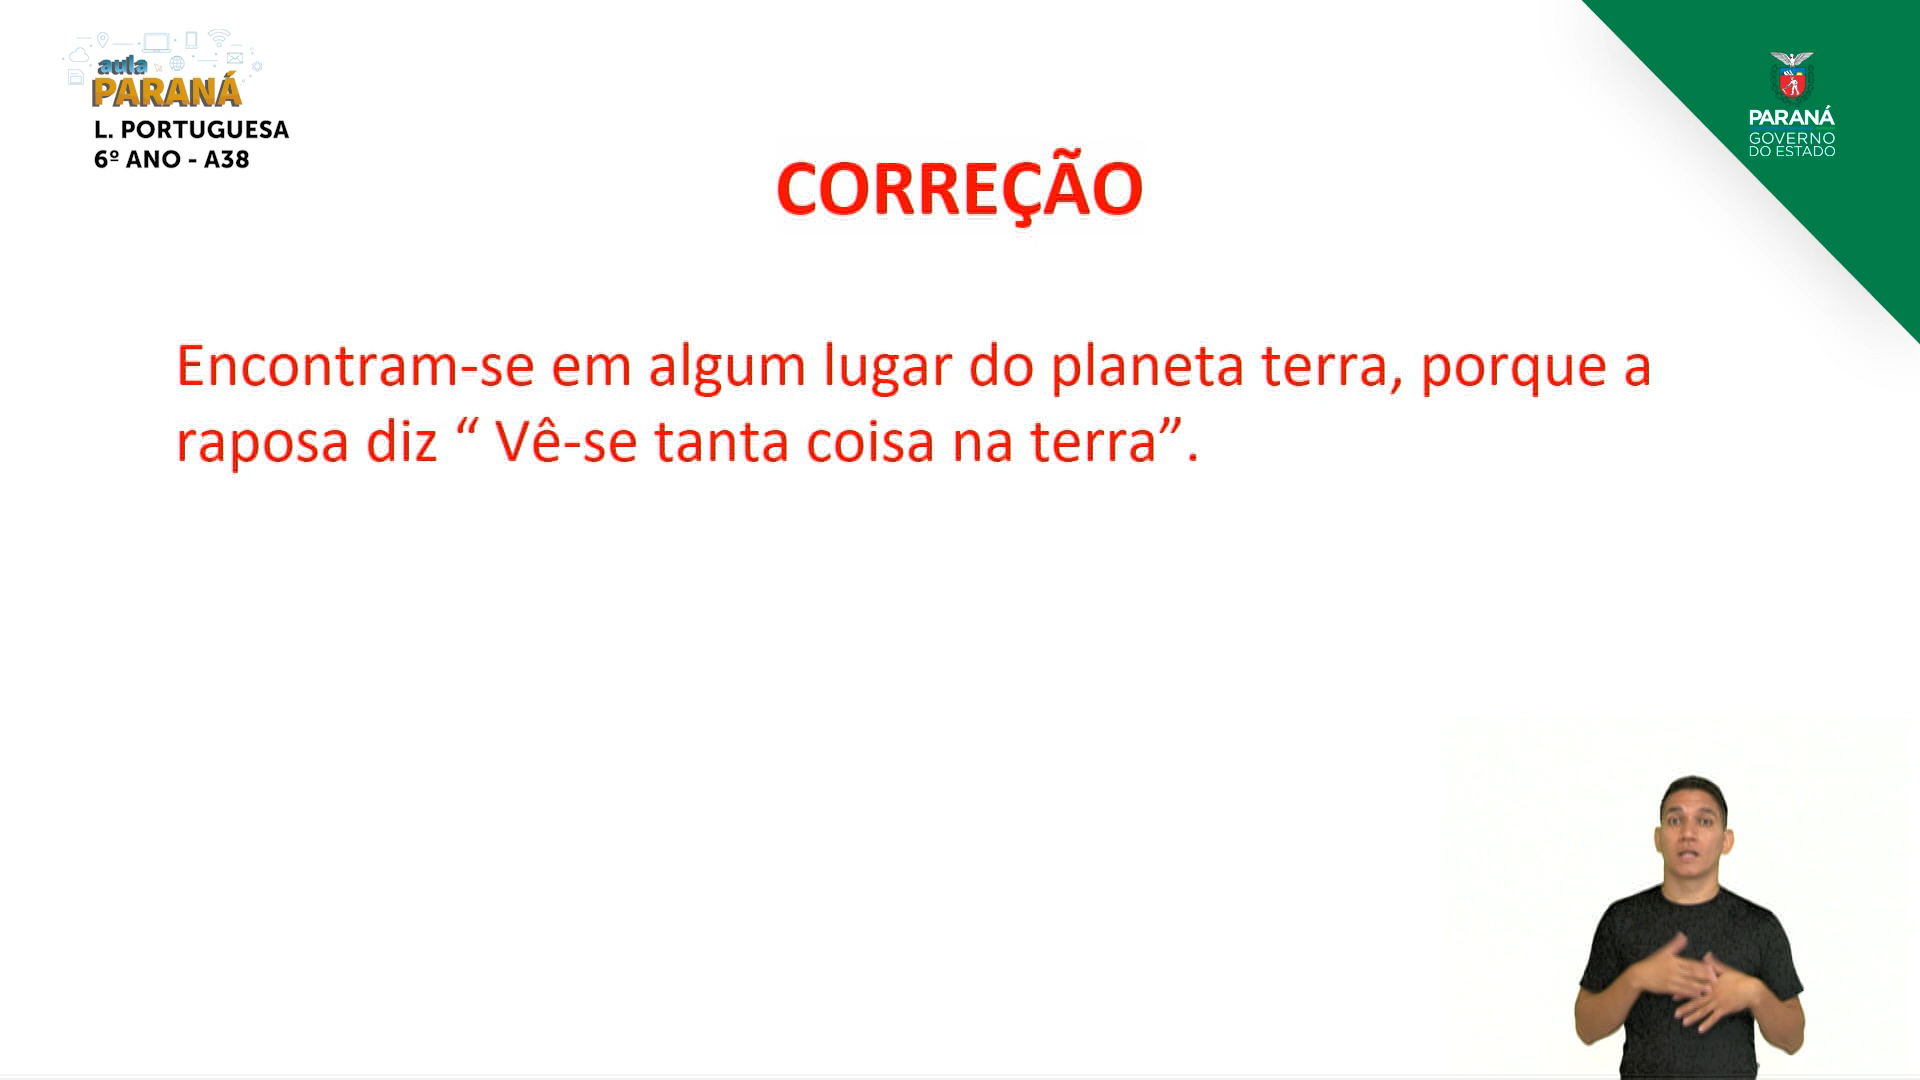 aula
PARANÁ
L. PORTUGUESA
6º ANO - A38
PARANÁ
GOVERNO
DO ESTADO
CORREÇÃO
Encontram-se em algum lugar do planeta terra, porque a
raposa diz “ Vê-se tanta coisa na terra”.